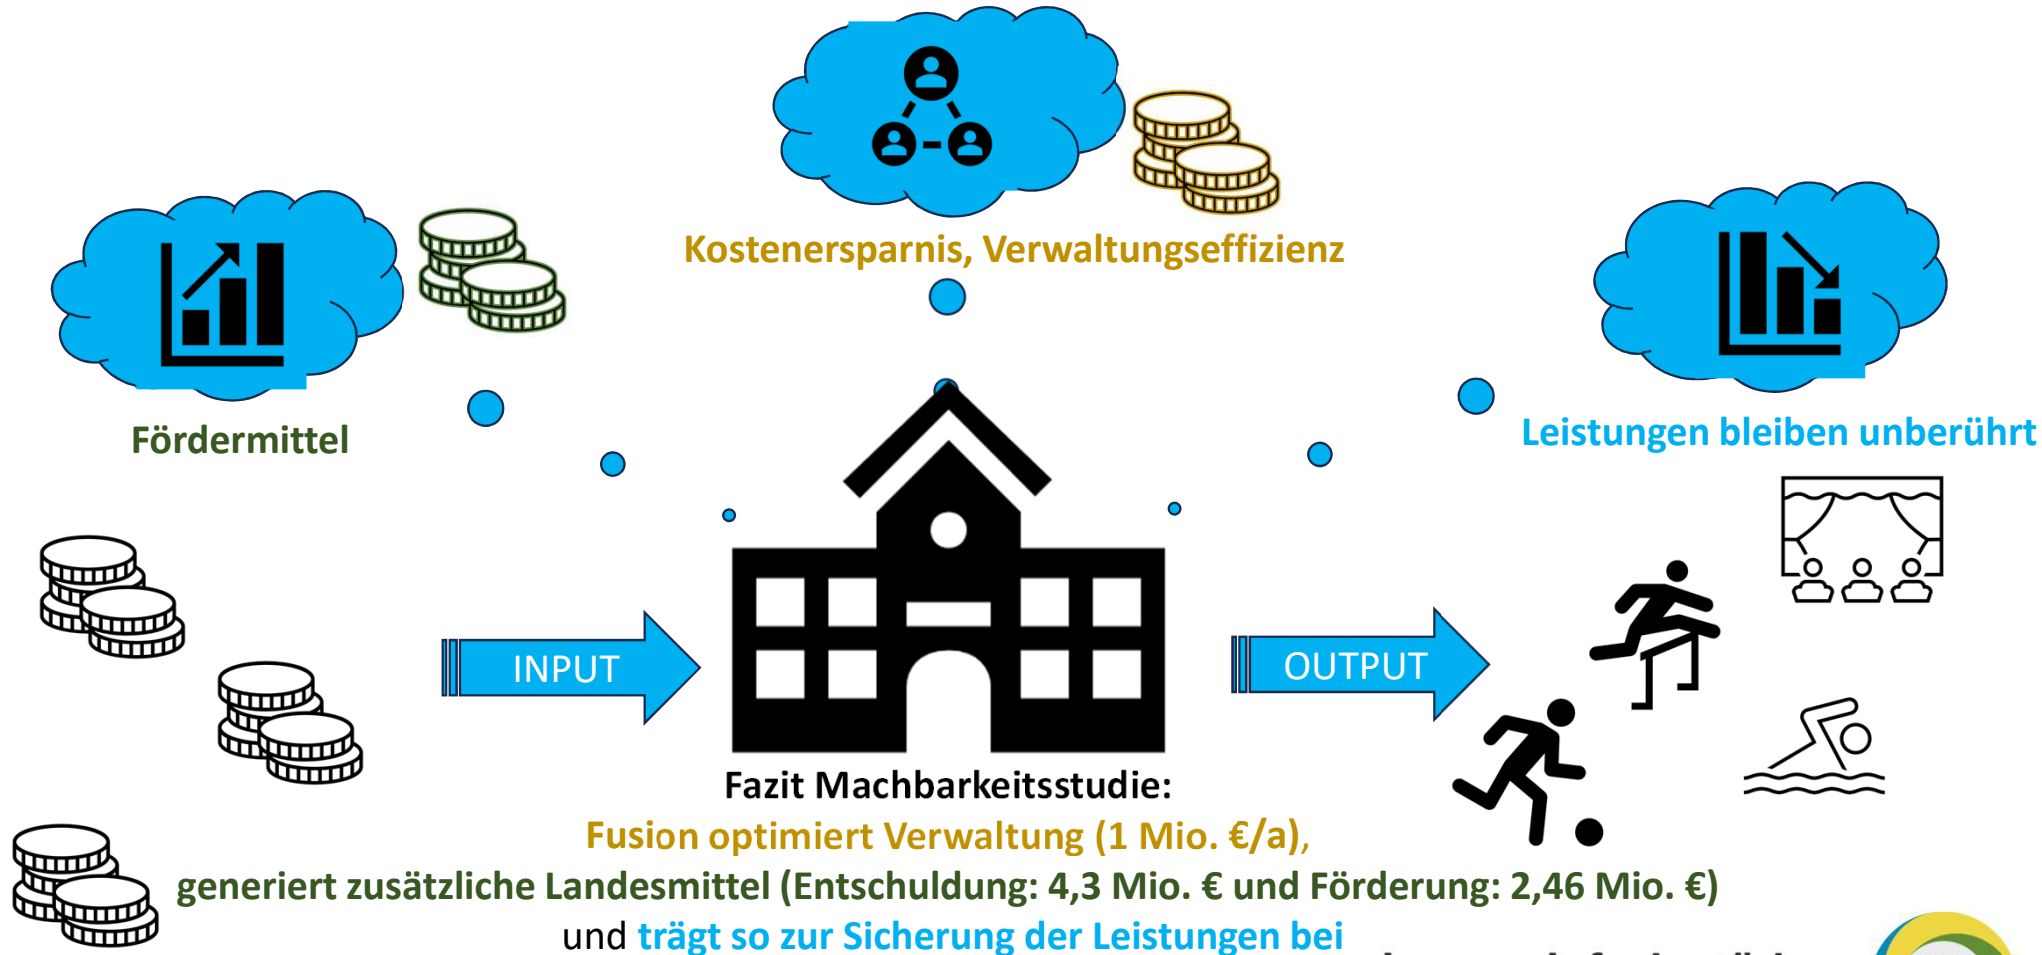 Kostenersparnis, Verwaltungseffizienz
Fördermittel
Leistungen bleiben unberührt
INPUT
OUTPUT
Fazit Machbarkeitsstudie:
Fusion optimiert Verwaltung (1 Mio. €/a),
generiert zusätzliche Landesmittel (Entschuldung: 4,3 Mio. € und Förderung: 2,46 Mio. €)
und trägt so zur Sicherung der Leistungen bei